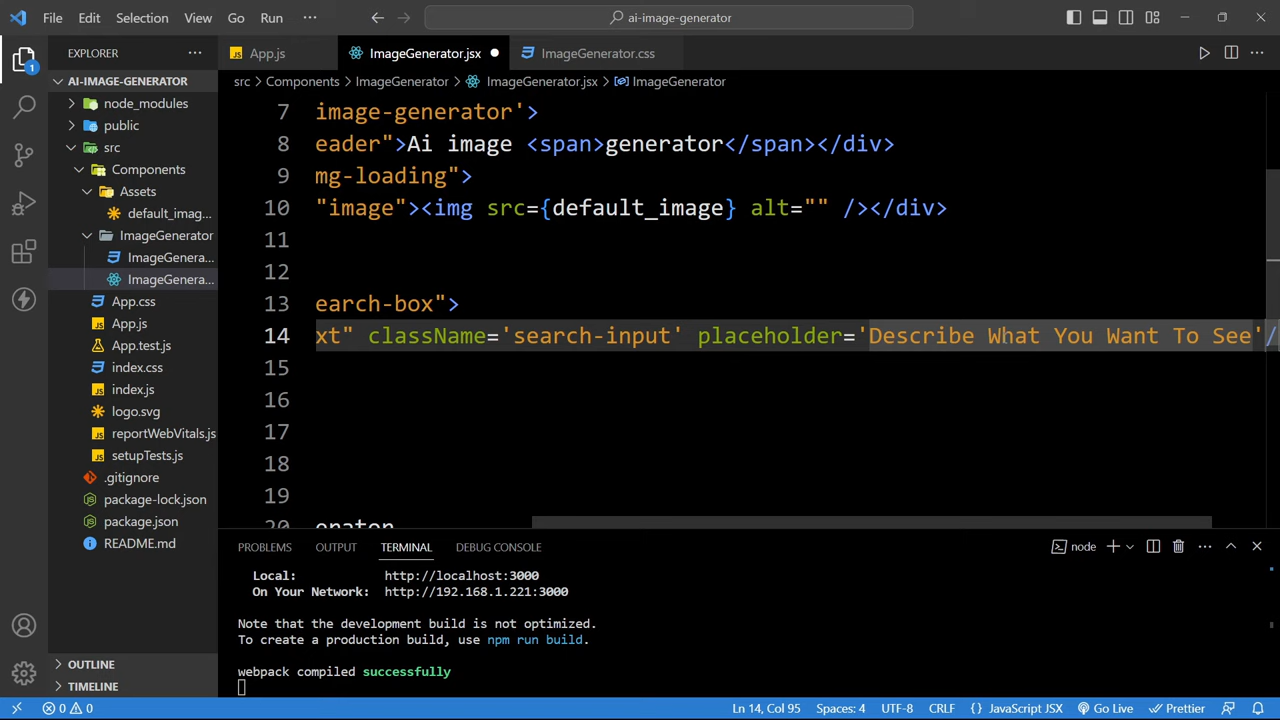 File Edit Selection View Go Run ai-image-generator
EXPLORER App.js ImageGenerator.jsx ImageGenerator.css
AI-IMAGE-GENERATOR src > Components > ImageGenerator > ImageGenerator.jsx > ImageGenerator
node_modules
public
src
Components
Assets
default_imag...
ImageGenerator
ImageGenera...
ImageGenera...
App.css
App.js
App.test.js
index.css
index.js
logo.svg
reportWebVitals.js
setupTests.js
.gitignore
package-lock.json
package.json
README.md
OUTLINE
TIMELINE
1
7 image-generator'>
8 eader">Ai image <span>generator</span></div>
9 mg-loading">
10 "image"><img src={default_image} alt="" /></div>
11
12
13 earch-box">
14 xt" className='search-input' placeholder='Describe What You Want To See'/
15
16
17
18
19
20 erator
PROBLEMS OUTPUT TERMINAL DEBUG CONSOLE node
Local: http://localhost:3000
On Your Network: http://192.168.1.221:3000
Note that the development build is not optimized.
To create a production build, use npm run build.
webpack compiled successfully
0 0 Ln 14, Col 95 Spaces: 4 UTF-8 CRLF {} JavaScript JSX Go Live Prettier